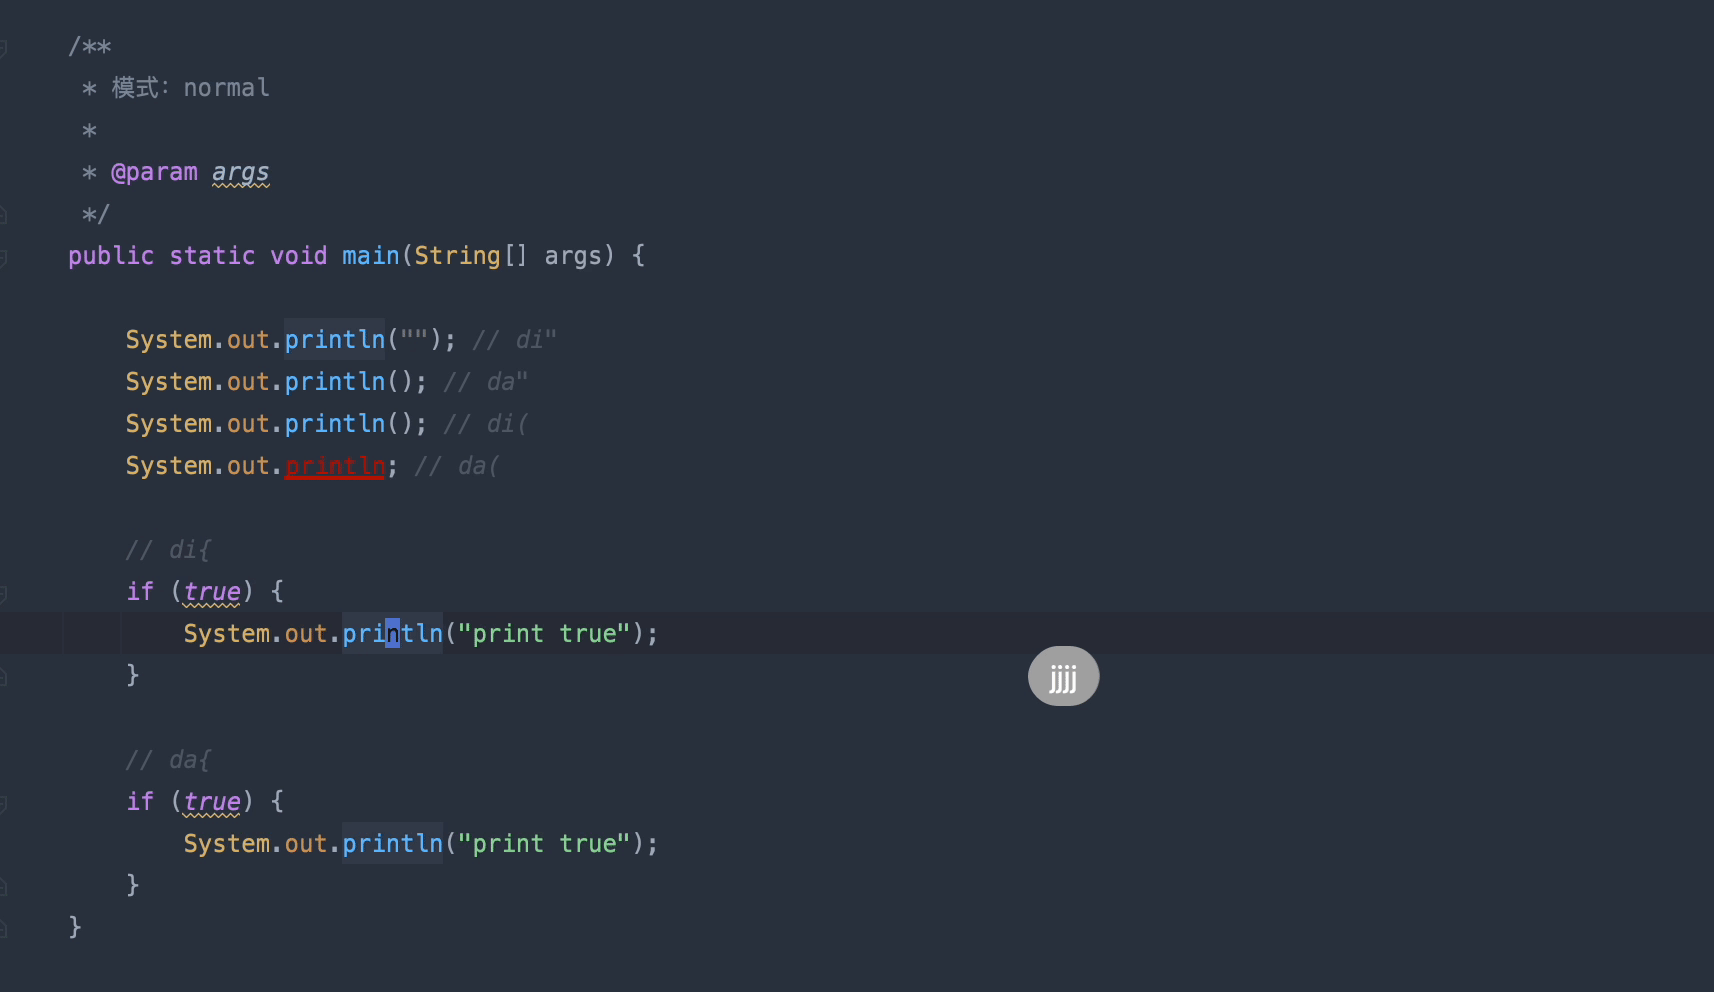 /**
 * 模式：normal
 *
 * @param args
 */
public static void main(String[] args) {
System.out.println(""); // di"
System.out.println(); // da"
System.out.println(); // di(
System.out.println; // da(
// di{
if (true) {
System.out.println("print true");
}
jjjj
// da{
if (true) {
System.out.println("print true");
}
}